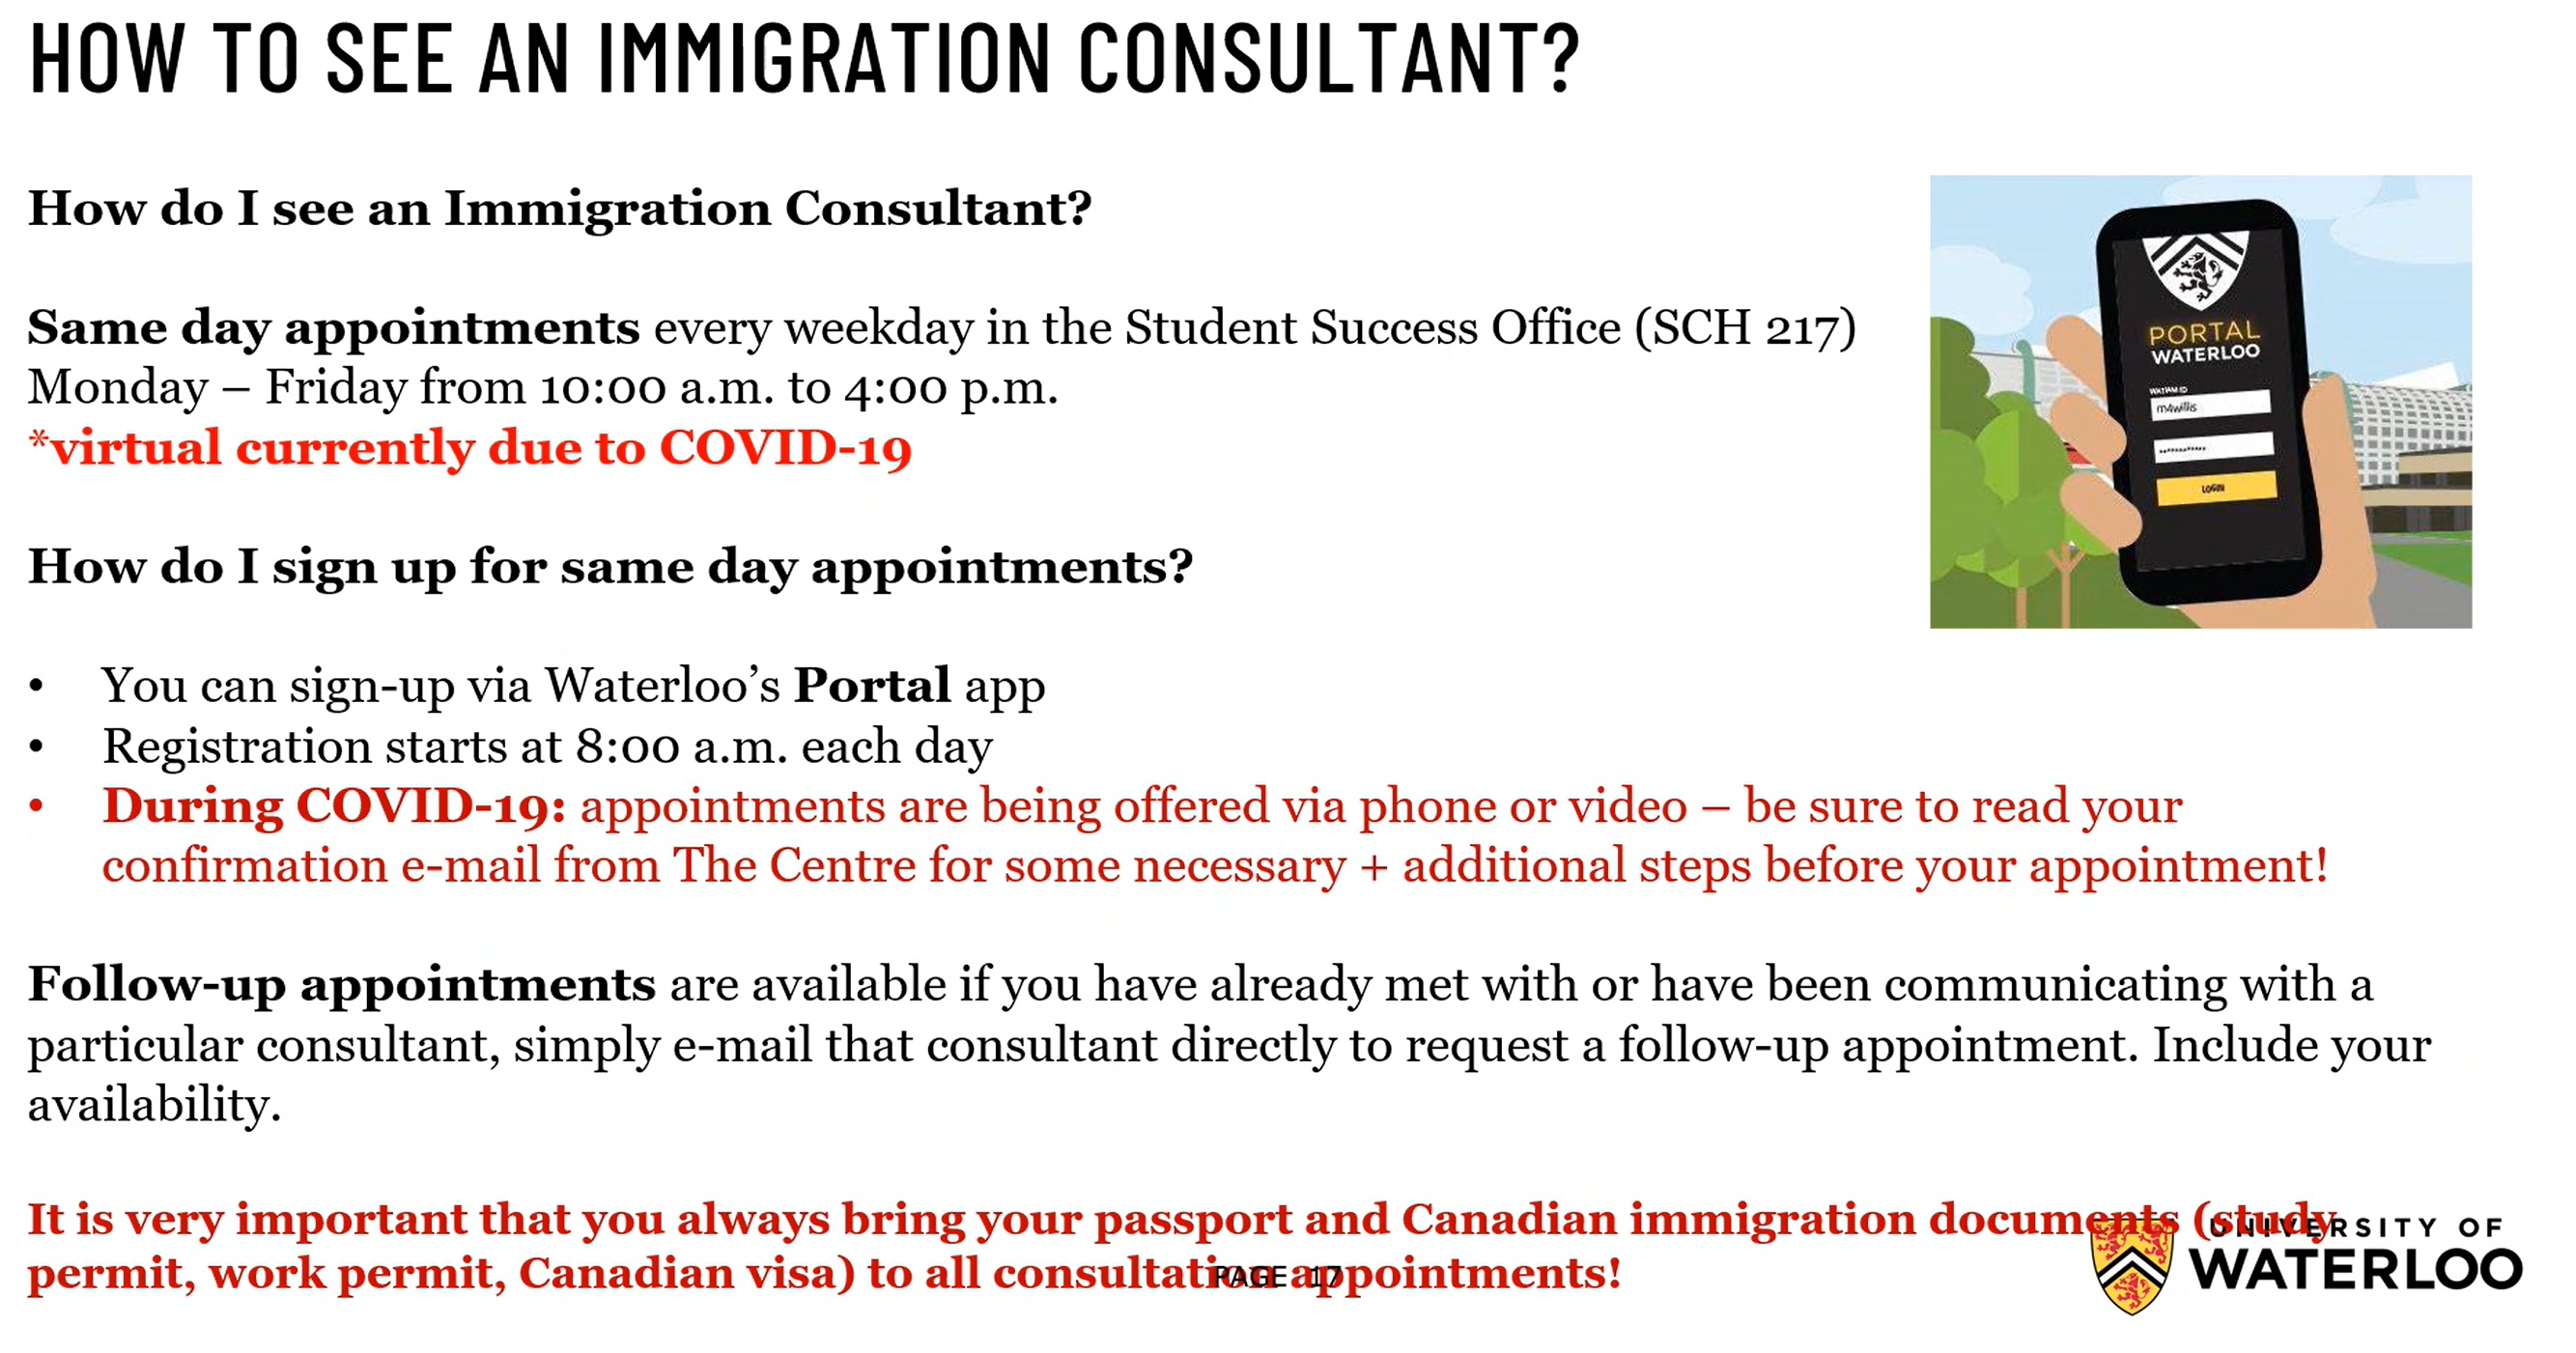 HOW TO SEE AN IMMIGRATION CONSULTANT?
How do I see an Immigration Consultant?
Same day appointments every weekday in the Student Success Office (SCH 217)
Monday – Friday from 10:00 a.m. to 4:00 p.m.
*virtual currently due to COVID-19
PORTAL
WATERLOO
WATIAM ID
m4willis
••••••••••••
LOGIN
How do I sign up for same day appointments?
• You can sign-up via Waterloo’s Portal app
• Registration starts at 8:00 a.m. each day
• During COVID-19: appointments are being offered via phone or video – be sure to read your
confirmation e-mail from The Centre for some necessary + additional steps before your appointment!
Follow-up appointments are available if you have already met with or have been communicating with a
particular consultant, simply e-mail that consultant directly to request a follow-up appointment. Include your
availability.
It is very important that you always bring your passport and Canadian immigration documents (study
permit, work permit, Canadian visa) to all consultation appointments!
PAGE 17
UNIVERSITY OF
WATERLOO